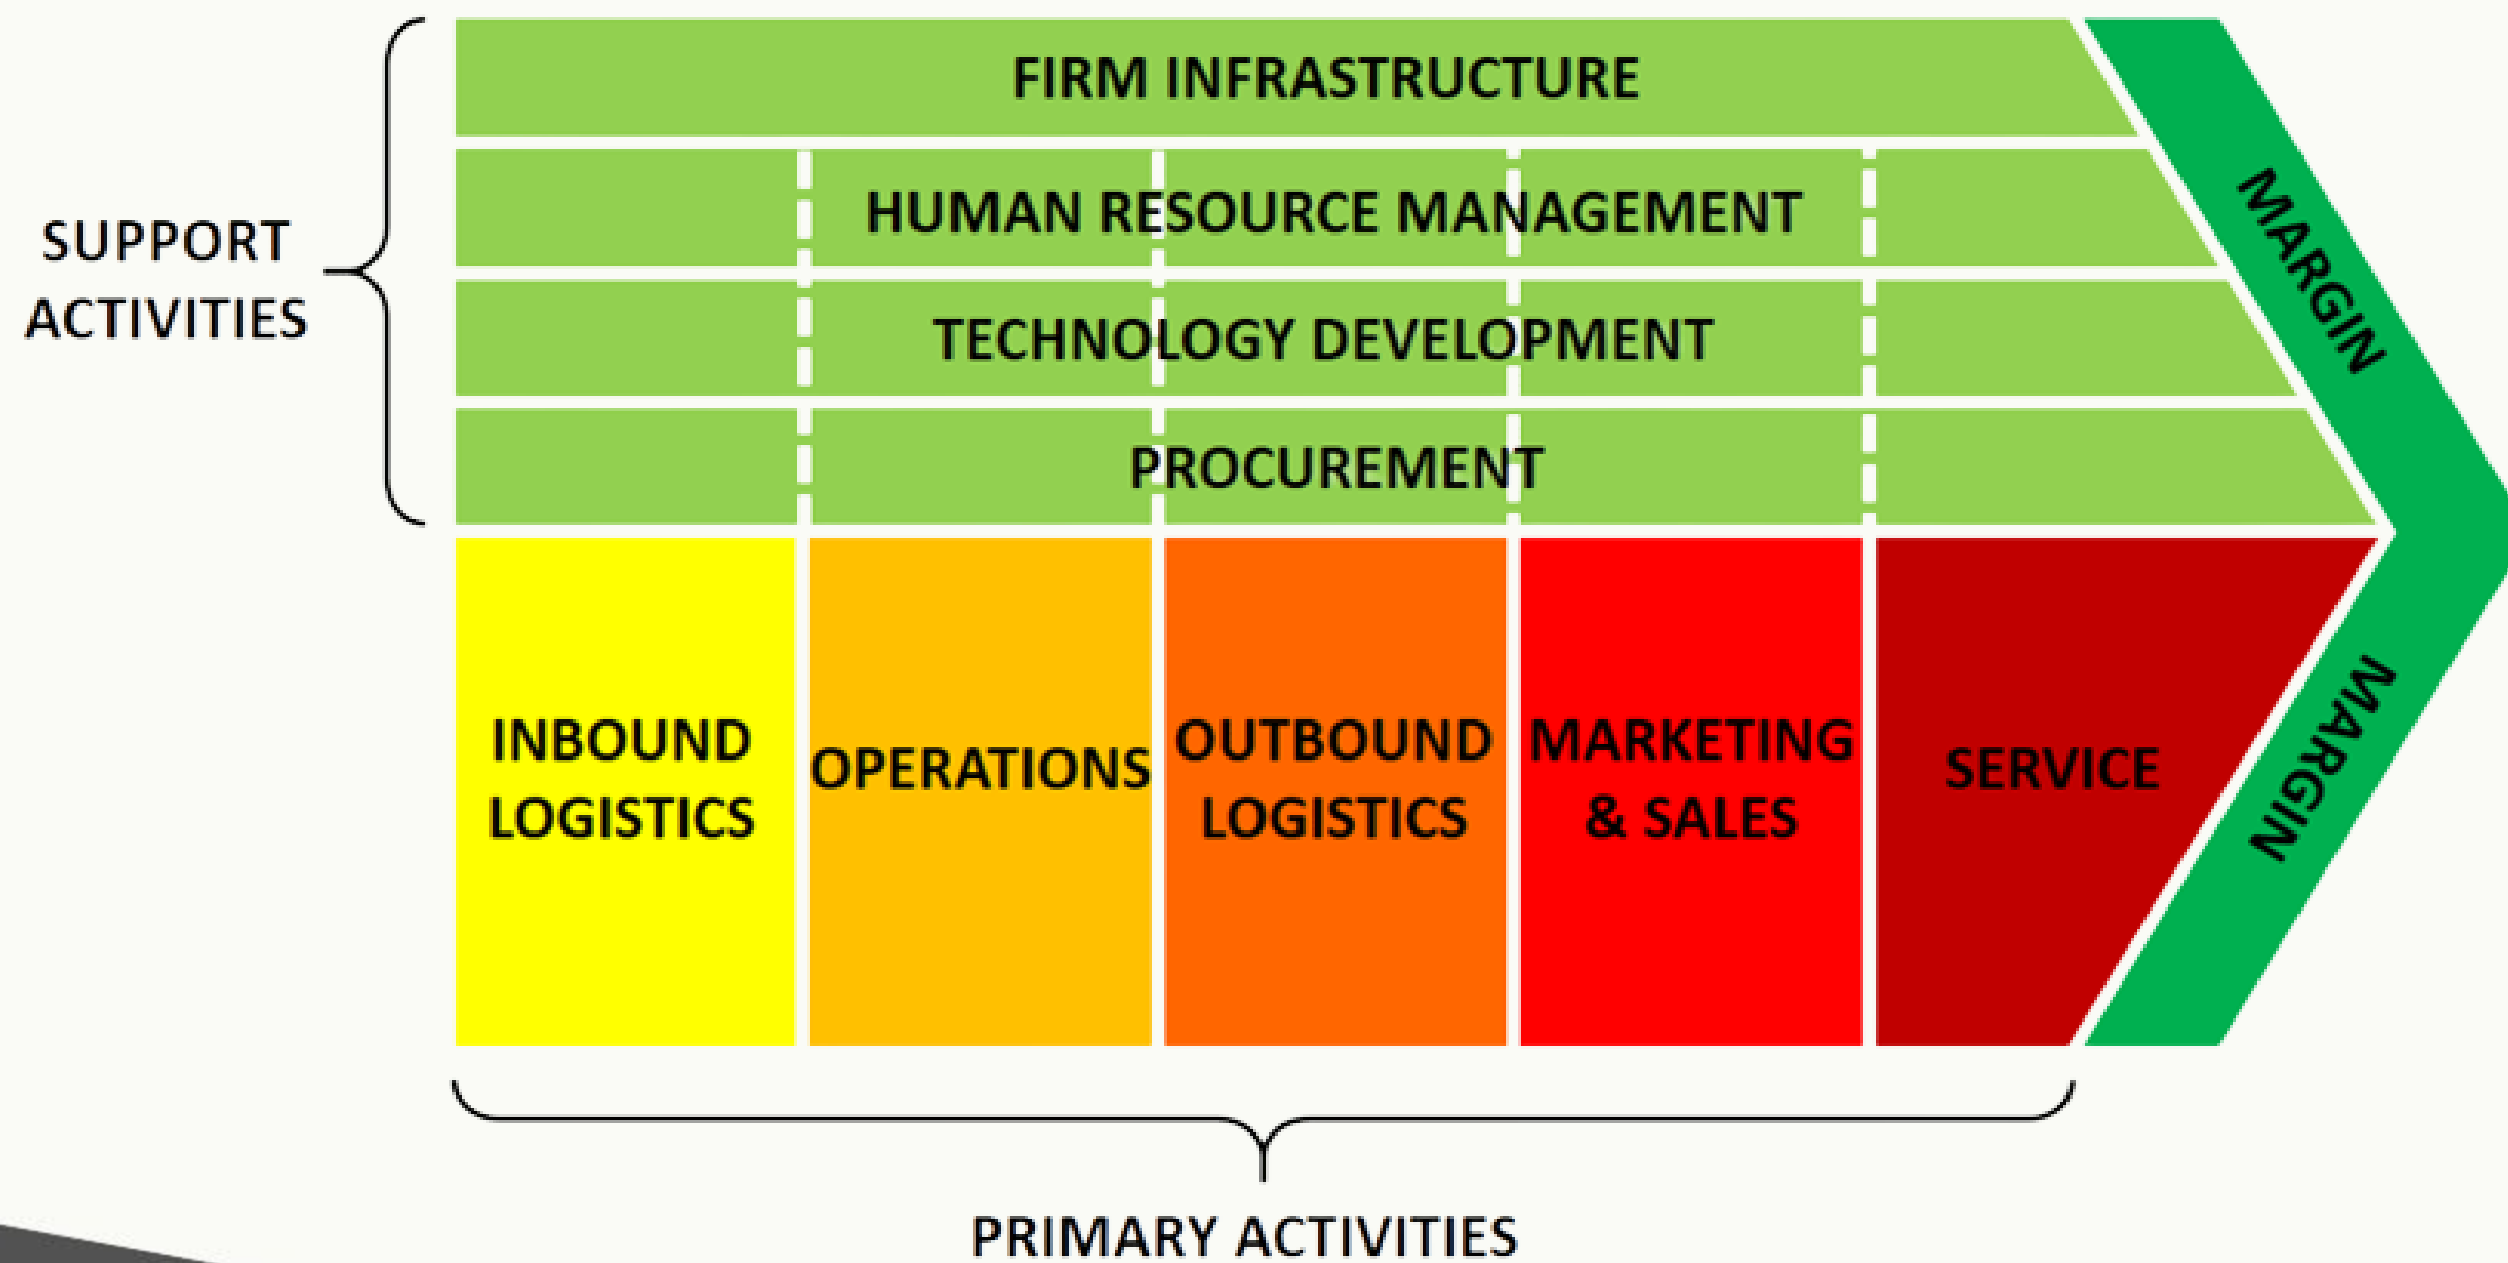 FIRM INFRASTRUCTURE
HUMAN RESOURCE MANAGEMENT
TECHNOLOGY DEVELOPMENT
PROCUREMENT
SUPPORT
ACTIVITIES
MARGIN
INBOUND
LOGISTICS
OPERATIONS
OUTBOUND
LOGISTICS
MARKETING
& SALES
SERVICE
MARGIN
PRIMARY ACTIVITIES